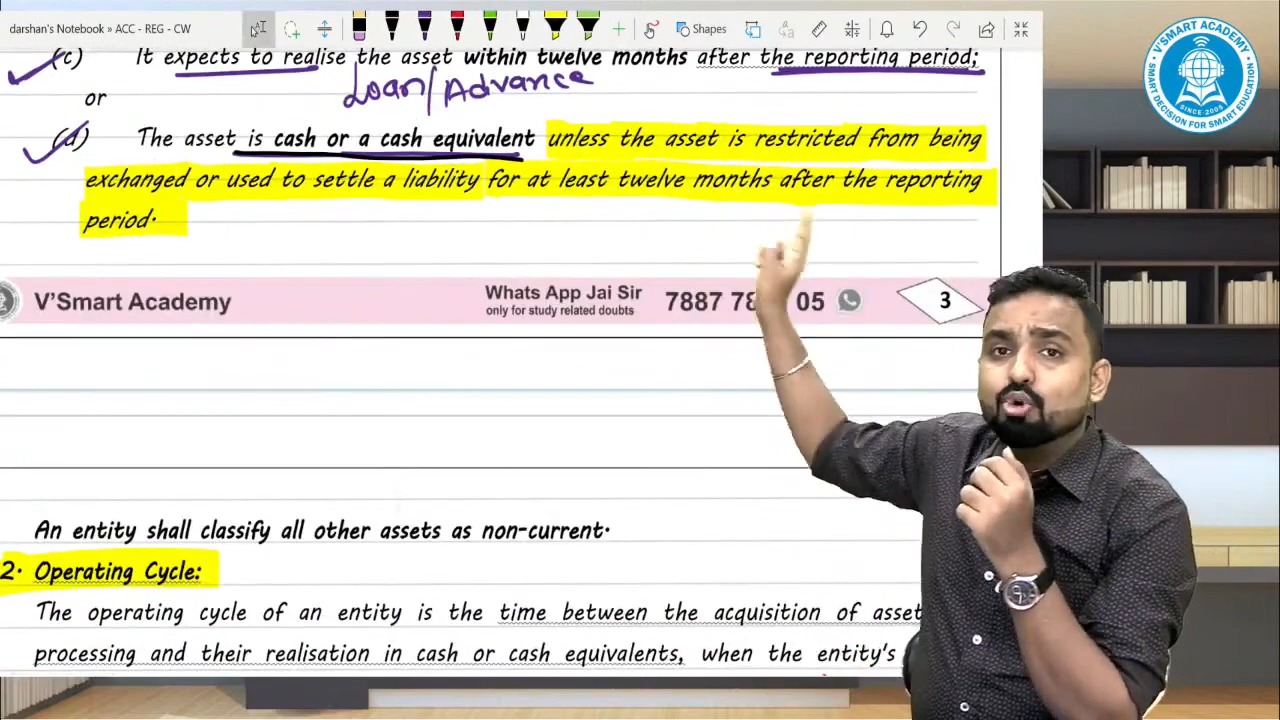 darshan's Notebook » ACC - REG - CW
Shapes
(c) It expects to realise the asset within twelve months after the reporting period;
or
Loan/Advance
(d) The asset is cash or a cash equivalent unless the asset is restricted from being
exchanged or used to settle a liability for at least twelve months after the reporting
period.
V'Smart Academy
Whats App Jai Sir
only for study related doubts
7887 78 05
3
An entity shall classify all other assets as non-current.
2. Operating Cycle:
The operating cycle of an entity is the time between the acquisition of asset
processing and their realisation in cash or cash equivalents, when the entity's
V'SMART ACADEMY
SINCE-2009
SMART DECISION FOR SMART EDUCATION